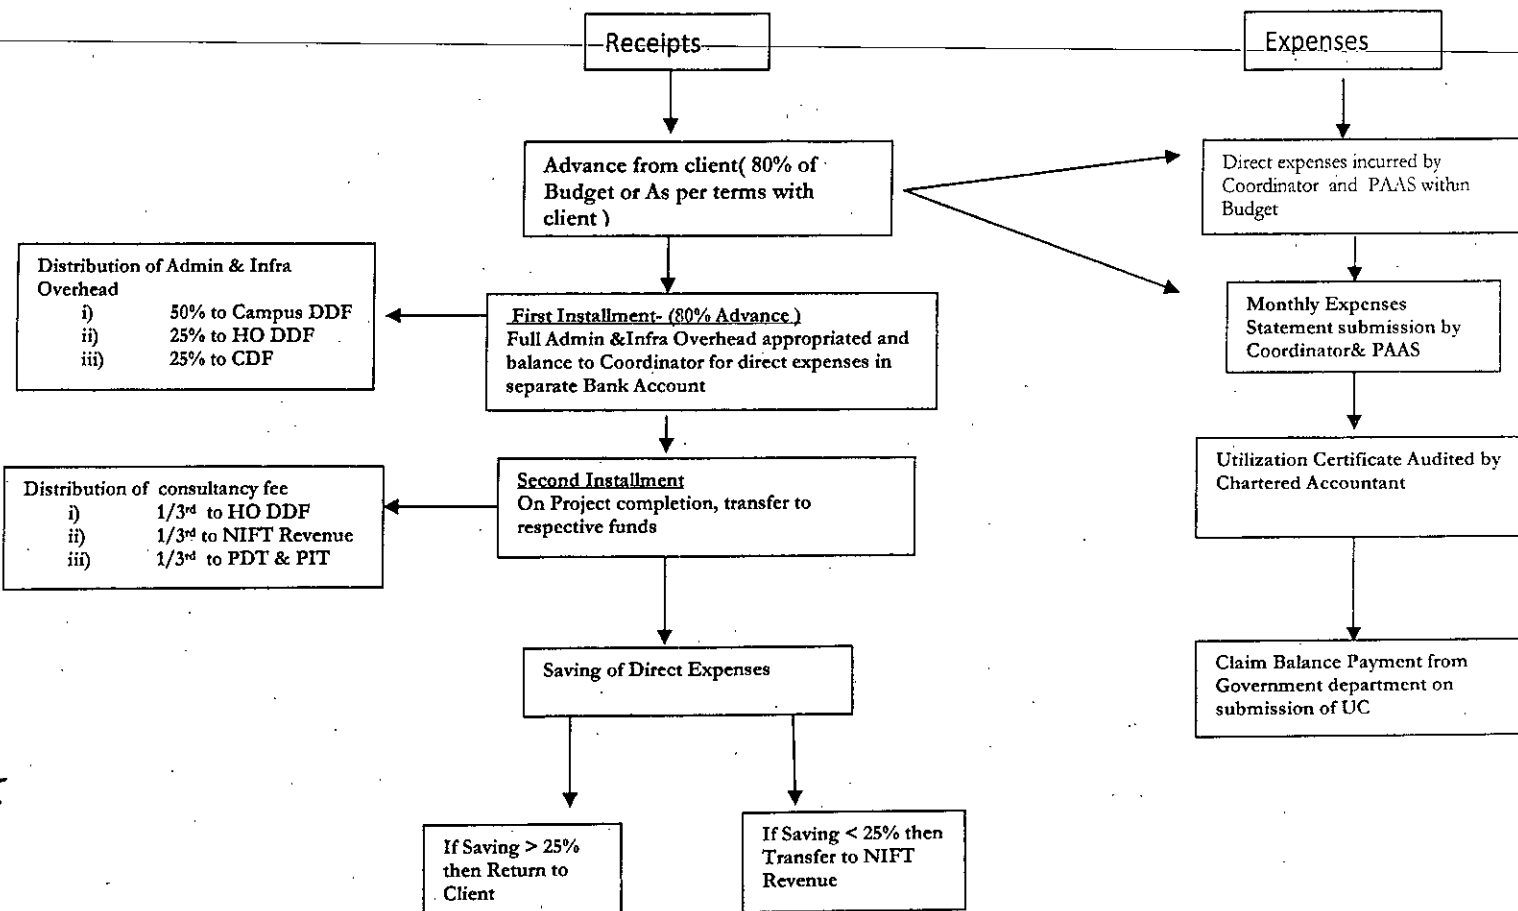 Receipts
Expenses
Advance from client( 80% of
Budget or As per terms with
client )
Direct expenses incurred by
Coordinator and PAAS within
Budget
Distribution of Admin & Infra
Overhead
i) 50% to Campus DDF
ii) 25% to HO DDF
iii) 25% to CDF
First Installment- (80% Advance )
Full Admin &Infra Overhead appropriated and
balance to Coordinator for direct expenses in
separate Bank Account
Monthly Expenses
Statement submission by
Coordinator& PAAS
Distribution of consultancy fee
i) 1/3rd to HO DDF
ii) 1/3rd to NIFT Revenue
iii) 1/3rd to PDT & PIT
Second Installment
On Project completion, transfer to
respective funds
Utilization Certificate Audited by
Chartered Accountant
Saving of Direct Expenses
Claim Balance Payment from
Government department on
submission of UC
If Saving > 25%
then Return to
Client
If Saving < 25% then
Transfer to NIFT
Revenue